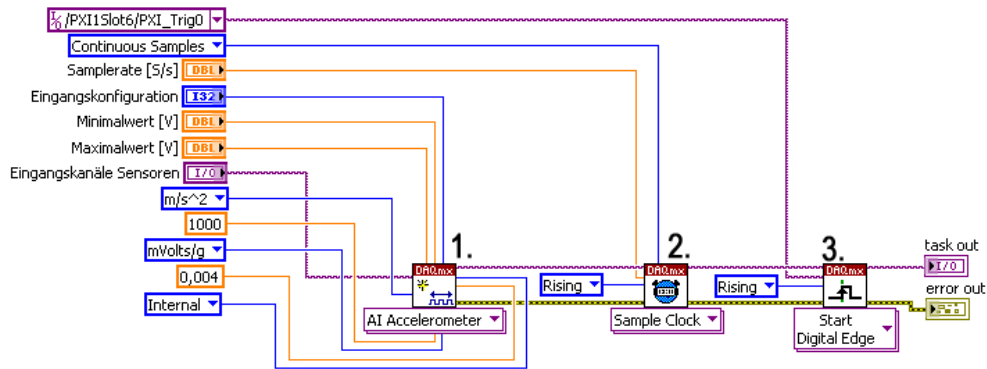 /PXI1Slot6/PXI_Trig0
Continuous Samples
Samplerate [S/s] DBL
Eingangskonfiguration I32
Minimalwert [V] DBL
Maximalwert [V] DBL
Eingangskanäle Sensoren I/O
m/s^2
1000
mVolts/g
0,004
Internal
1.
DAQmx
AI Accelerometer
Rising
2.
DAQmx
Sample Clock
Rising
3.
DAQmx
Start
Digital Edge
task out
I/O
error out